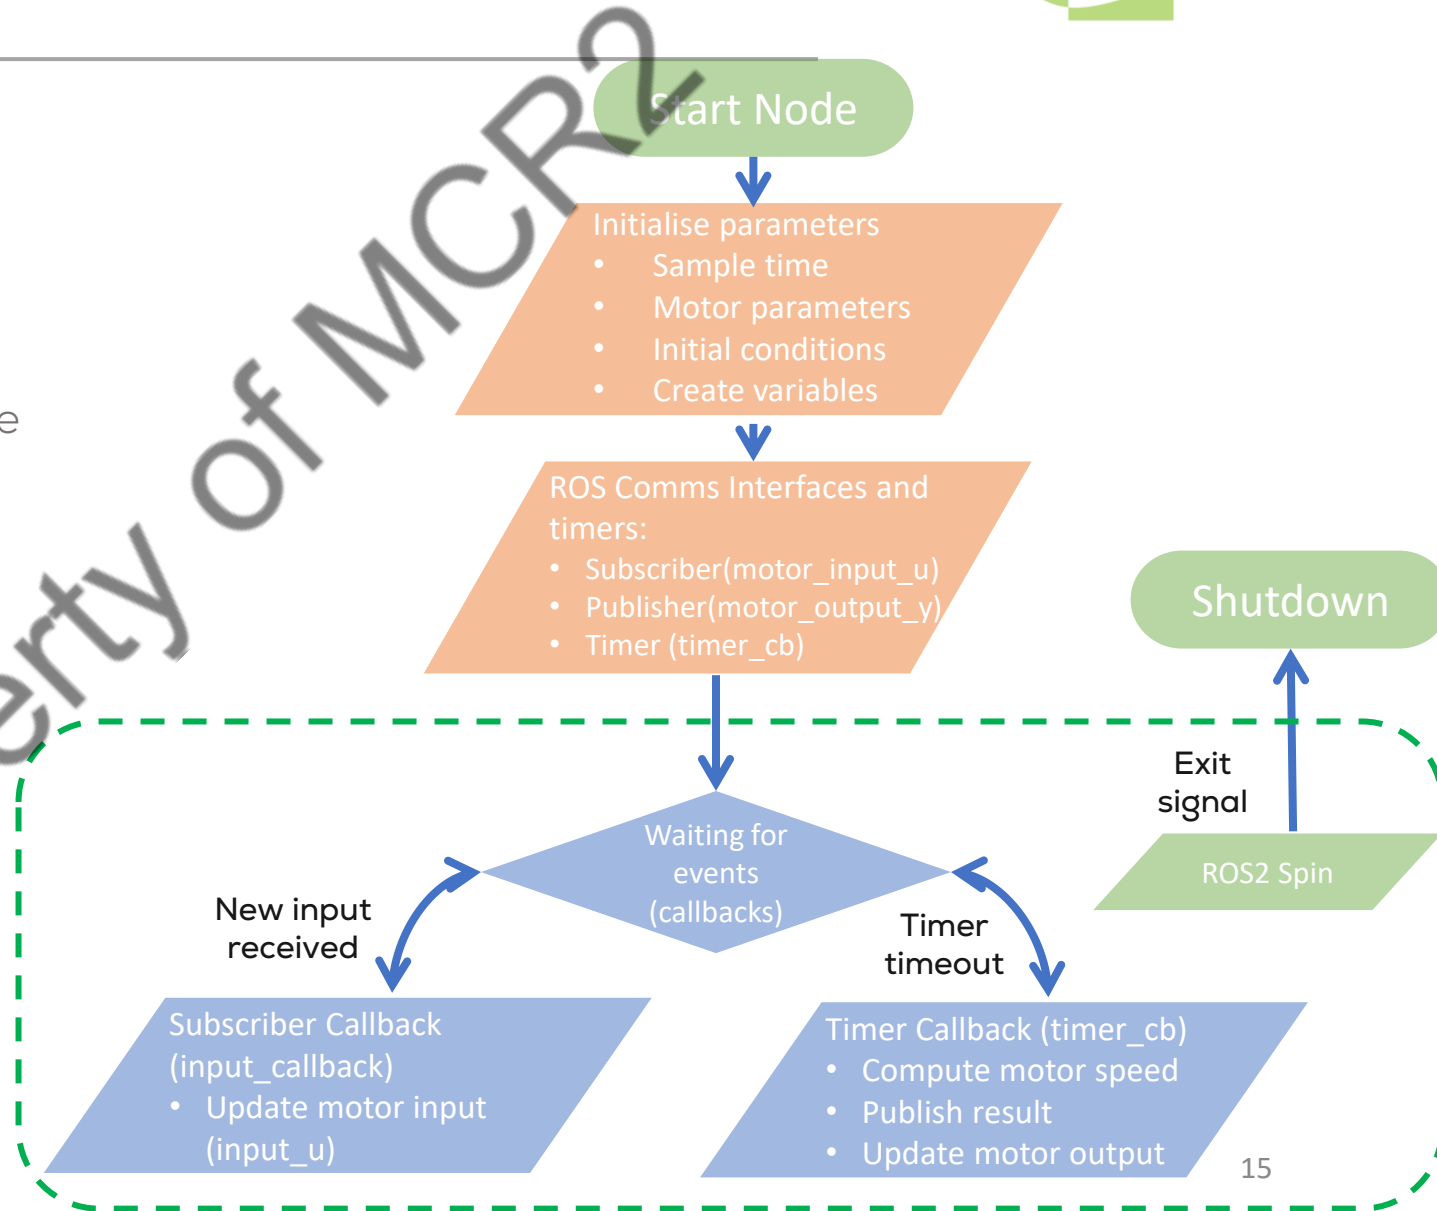 Start Node
Initialise parameters
• Sample time
• Motor parameters
• Initial conditions
• Create variables
e
ROS Comms Interfaces and
timers:
• Subscriber(motor_input_u)
• Publisher(motor_output_y)
• Timer (timer_cb)
Shutdown
Exit
signal
ROS2 Spin
Waiting for
events
(callbacks)
New input
received
Timer
timeout
Subscriber Callback
(input_callback)
• Update motor input
(input_u)
Timer Callback (timer_cb)
• Compute motor speed
• Publish result
• Update motor output
15
erty of MCR2